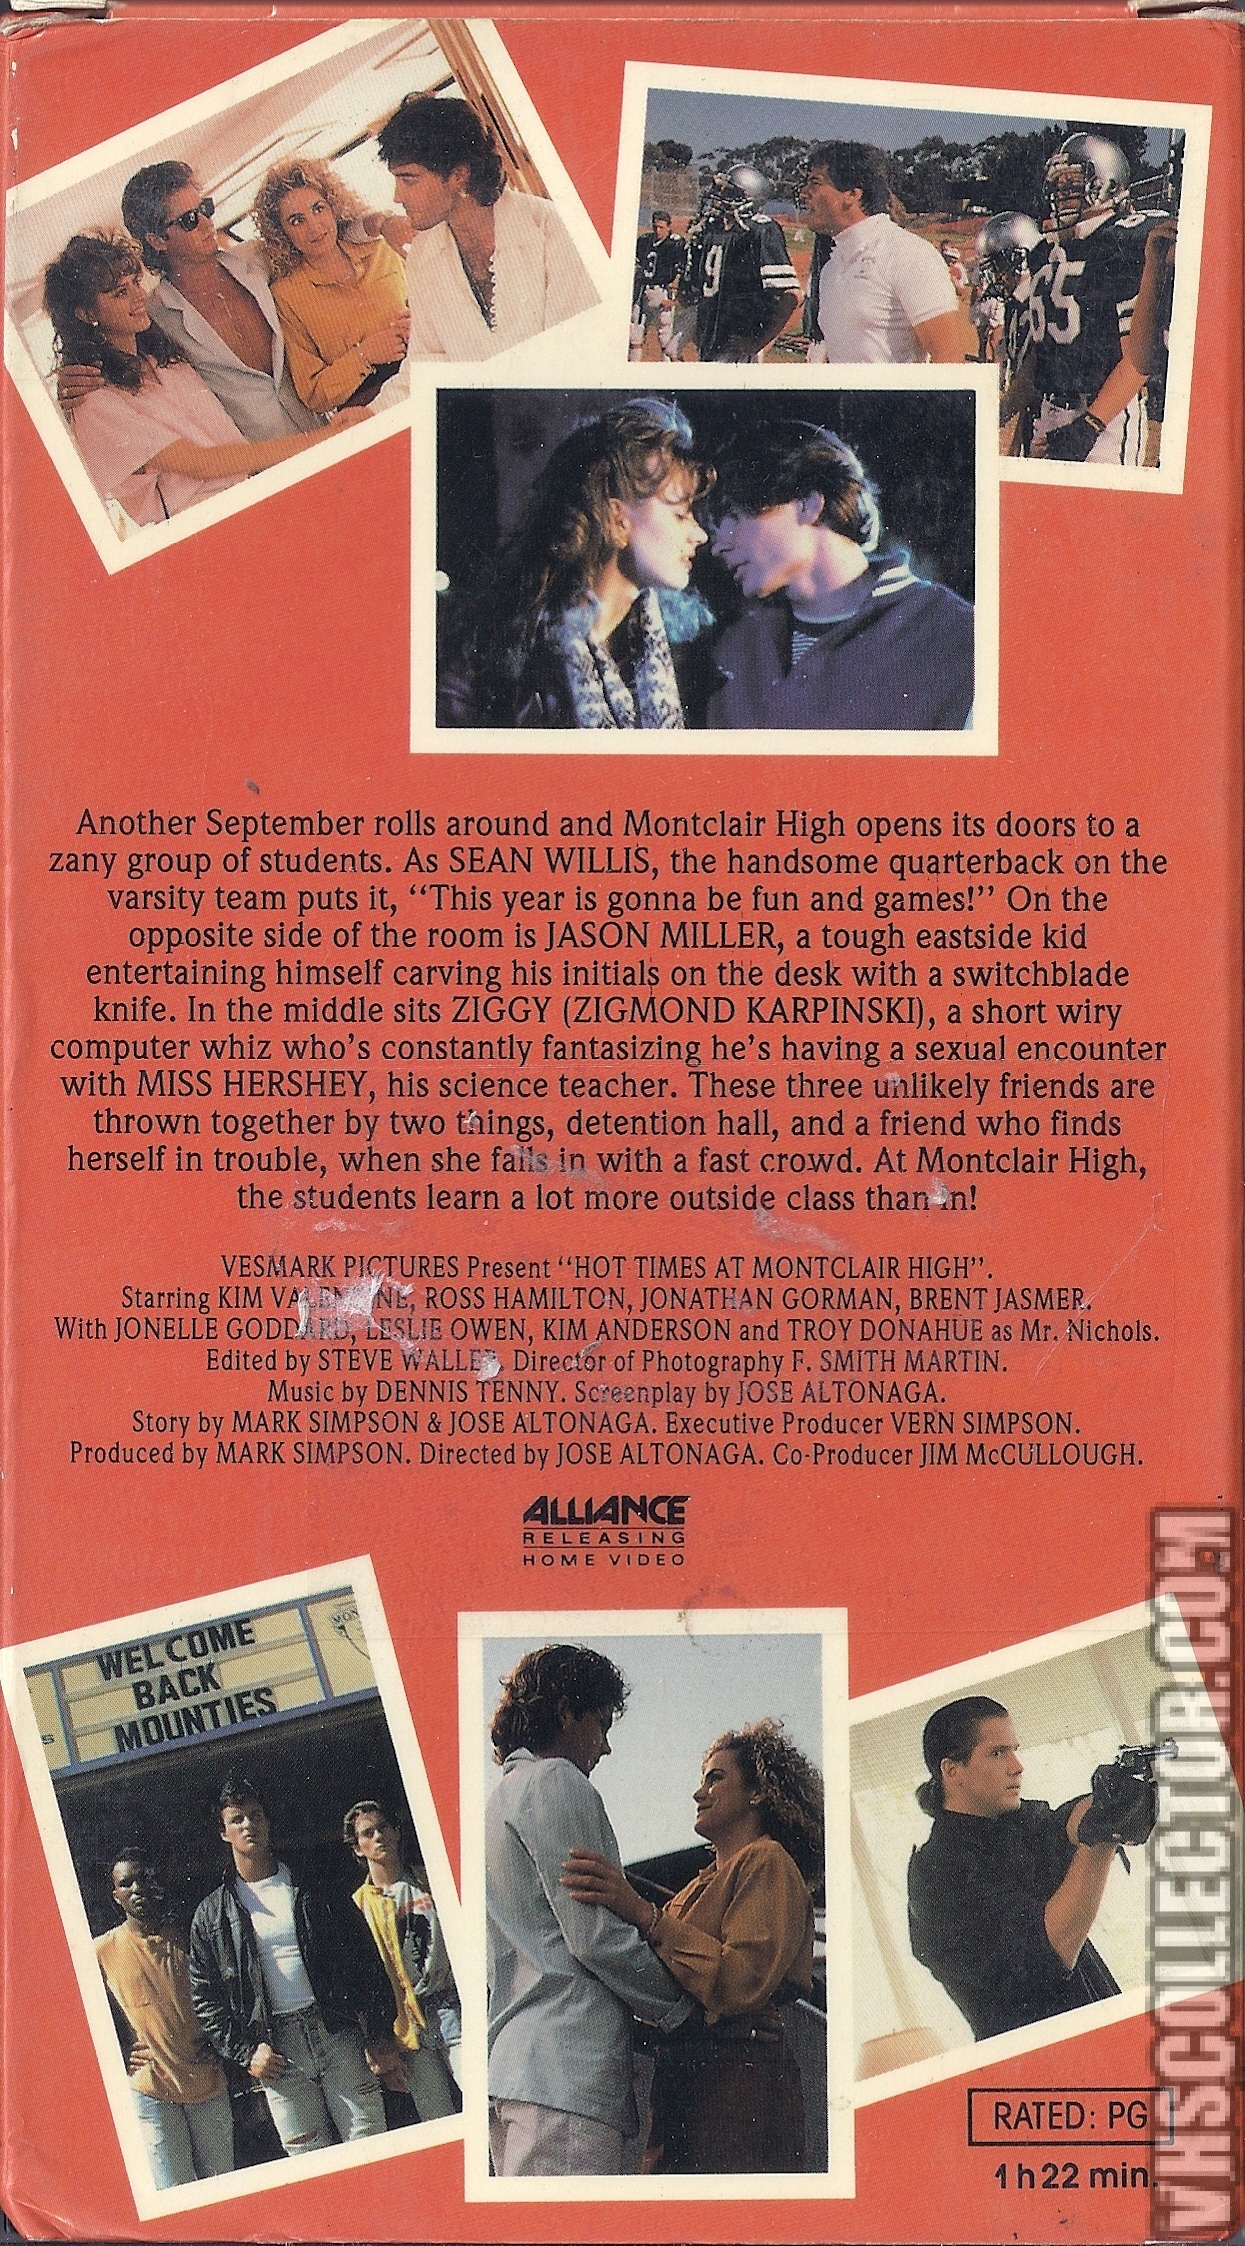 9
65
Another September rolls around and Montclair High opens its doors to a
zany group of students. As SEAN WILLIS, the handsome quarterback on the
varsity team puts it, “This year is gonna be fun and games!” On the
opposite side of the room is JASON MILLER, a tough eastside kid
entertaining himself carving his initials on the desk with a switchblade
knife. In the middle sits ZIGGY (ZIGMOND KARPINSKI), a short wiry
computer whiz who’s constantly fantasizing he’s having a sexual encounter
with MISS HERSHEY, his science teacher. These three unlikely friends are
thrown together by two things, detention hall, and a friend who finds
herself in trouble, when she falls in with a fast crowd. At Montclair High,
the students learn a lot more outside class than in!
VESMARK PICTURES Present “HOT TIMES AT MONTCLAIR HIGH”.
Starring KIM VALENTINE, ROSS HAMILTON, JONATHAN GORMAN, BRENT JASMER.
With JONELLE GODDARD, LESLIE OWEN, KIM ANDERSON and TROY DONAHUE as Mr. Nichols.
Edited by STEVE WALLER. Director of Photography F. SMITH MARTIN.
Music by DENNIS TENNY. Screenplay by JOSE ALTONAGA.
Story by MARK SIMPSON & JOSE ALTONAGA. Executive Producer VERN SIMPSON.
Produced by MARK SIMPSON. Directed by JOSE ALTONAGA. Co-Producer JIM McCULLOUGH.
ALLIANCE
RELEASING
HOME VIDEO
WELCOME
BACK
MOUNTIES
RATED: PG
1 h 22 min.
VHSCOLLECTOR.COM